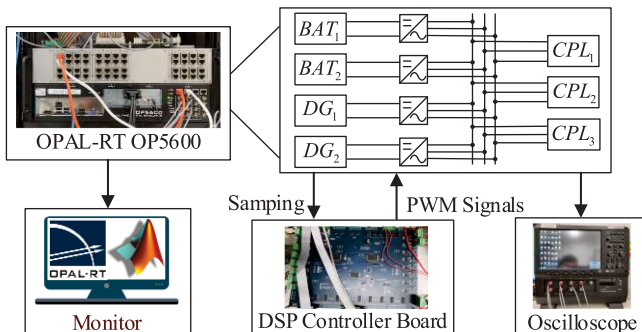 BAT1
BAT2
DG1
DG2
CPL1
CPL2
CPL3
OPAL-RT OP5600
Samping
PWM Signals
OPAL-RT
Monitor
DSP Controller Board
Oscilloscope